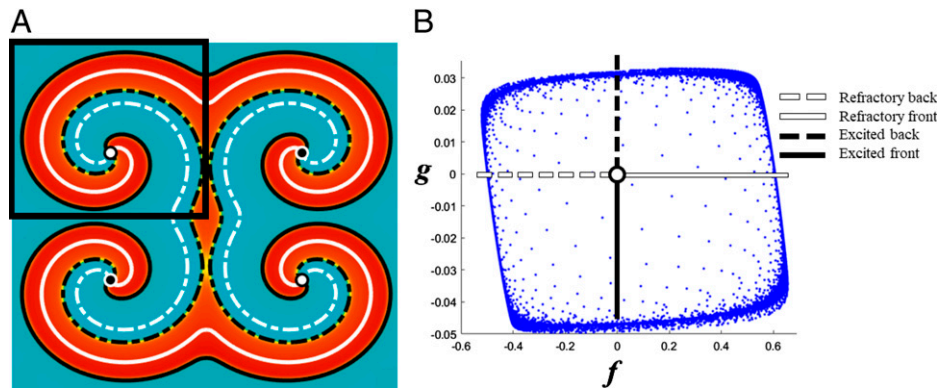 A
B
0.03
0.02
0.01
0
-0.01
-0.02
-0.03
-0.04
-0.05
g
-0.6
-0.4
-0.2
0
0.2
0.4
0.6
f
Refractory back
Refractory front
Excited back
Excited front